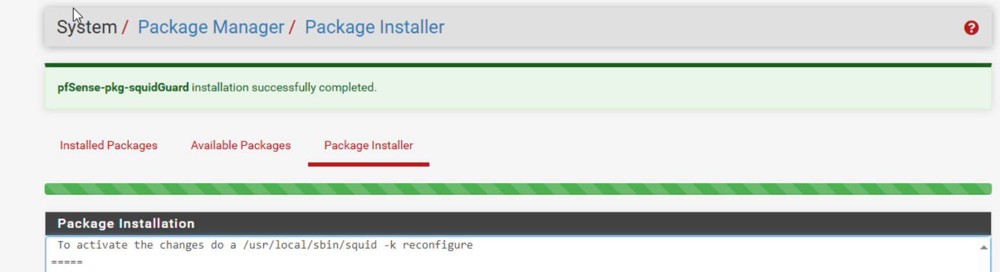 System / Package Manager / Package Installer
pfSense-pkg-squidGuard installation successfully completed.
Installed Packages Available Packages Package Installer
Package Installation
To activate the changes do a /usr/local/sbin/squid -k reconfigure
=====